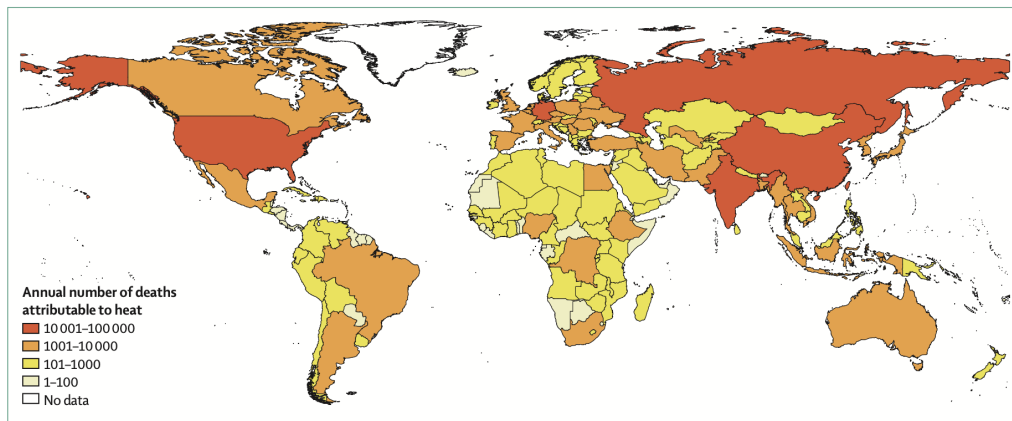 Annual number of deaths
attributable to heat
10 001–100 000
1001–10 000
101–1000
1–100
No data